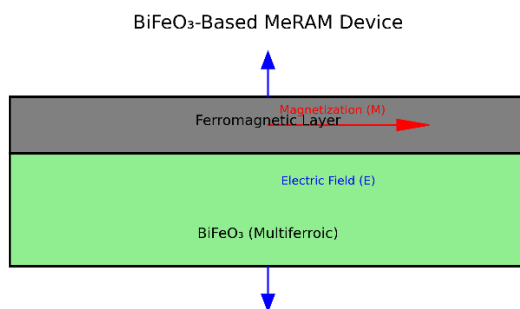 BiFeO₃-Based MeRAM Device
Magnetization (M)
Ferromagnetic Layer
Electric Field (E)
BiFeO₃ (Multiferroic)